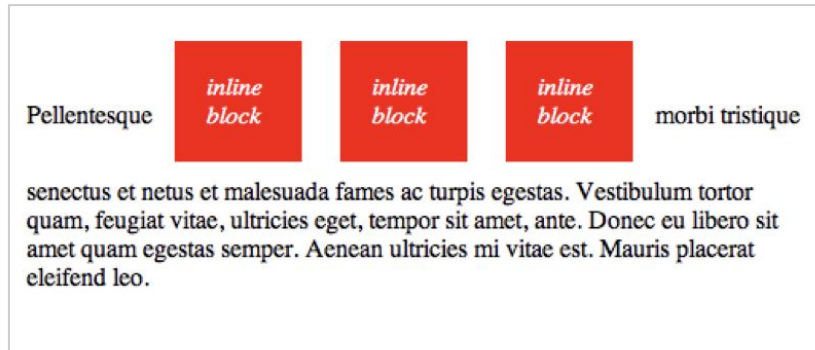 inline inline inline
Pellentesque block block block morbi tristique
senectus et netus et malesuada fames ac turpis egestas. Vestibulum tortor
quam, feugiat vitae, ultricies eget, tempor sit amet, ante. Donec eu libero sit
amet quam egestas semper. Aenean ultricies mi vitae est. Mauris placerat
eleifend leo.